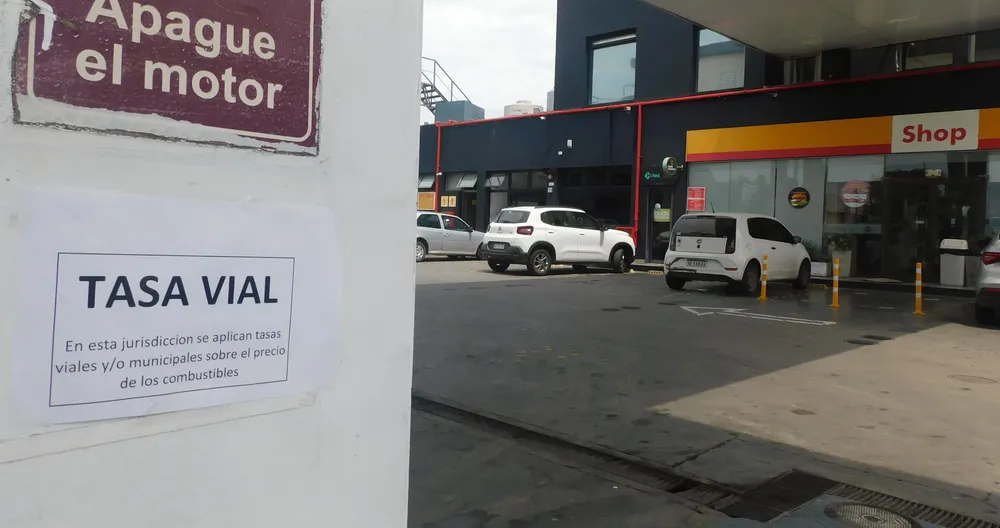 Apague
el motor
TASA VIAL
En esta jurisdiccion se aplican tasas
viales y/o municipales sobre el precio
de los combustibles
Shop